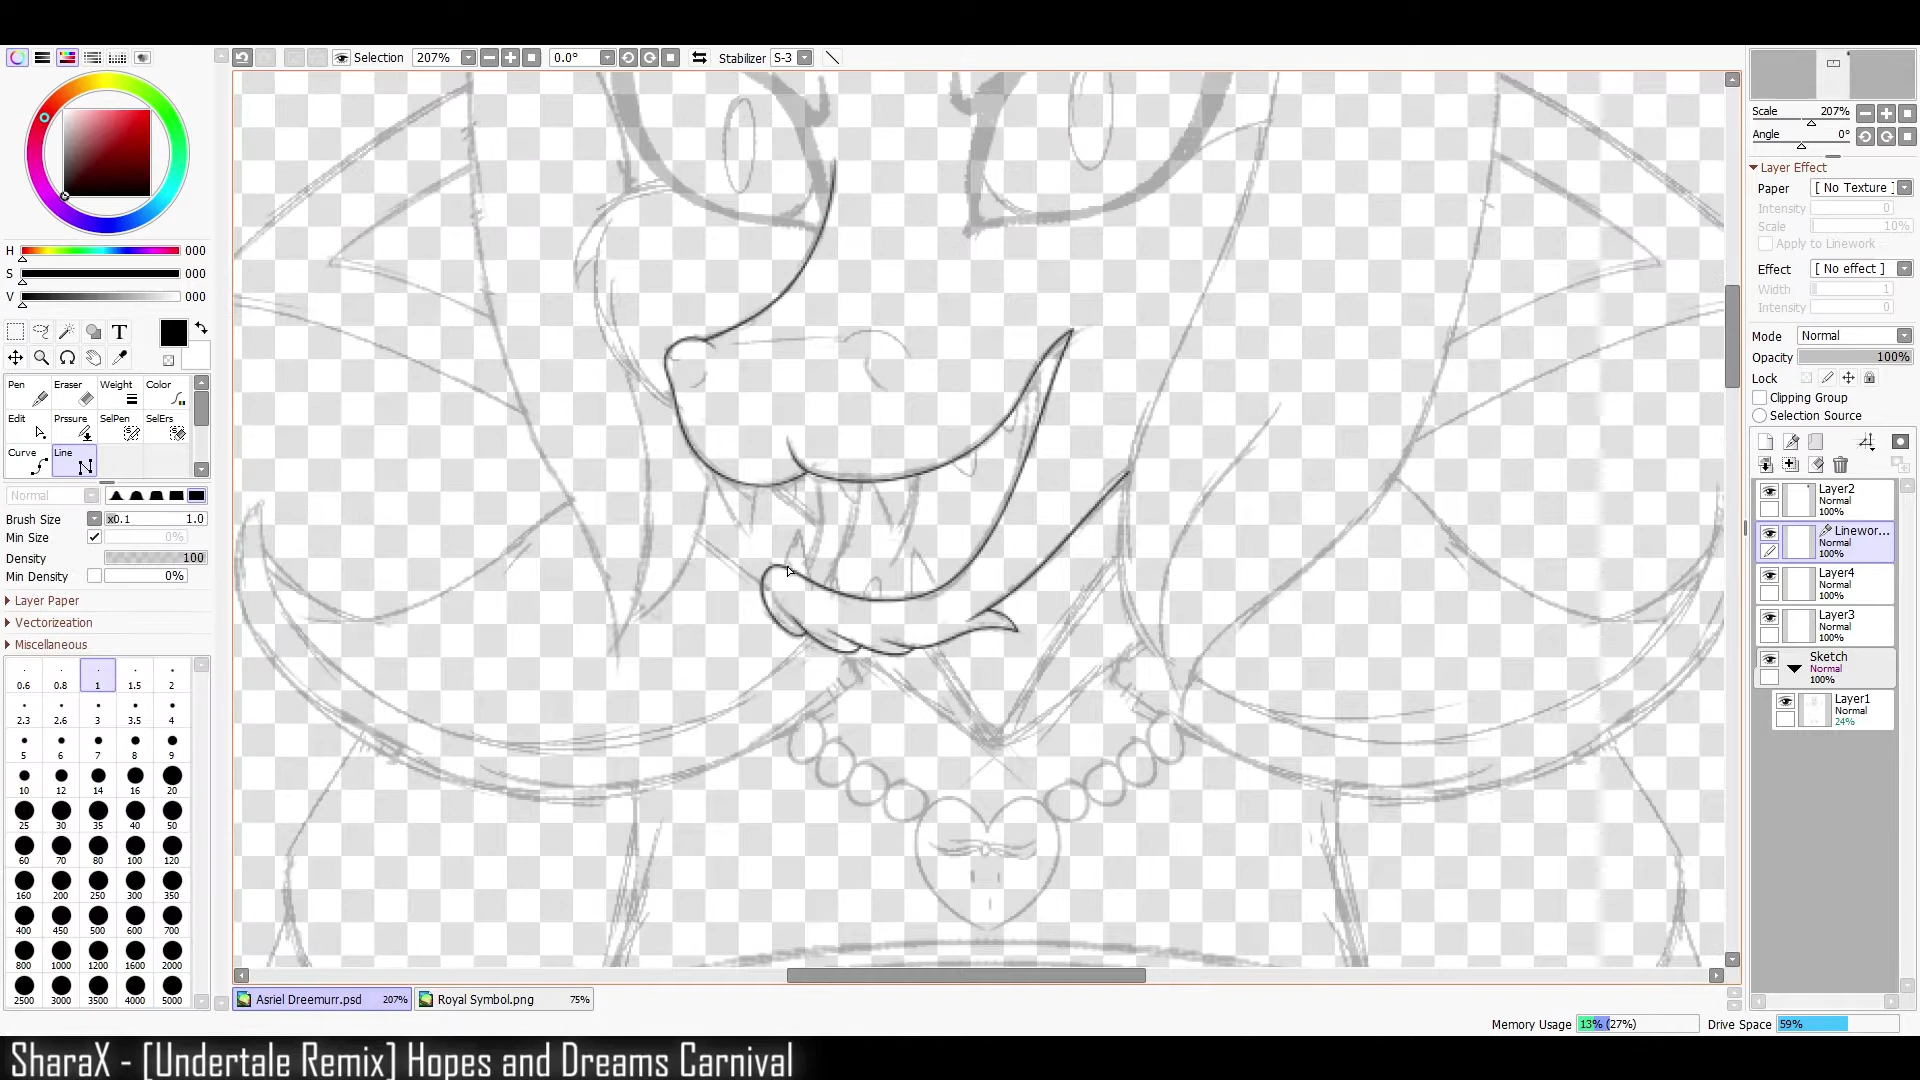 Selection 207% 0.0° Stabilizer S-3
H 000
S 000
V 000
T
Pen Eraser Weight Color
Edit Prssure SelPen SelErs
Curve Line
Normal
Brush Size x0.1 1.0
Min Size 0%
Density 100
Min Density 0%
Layer Paper
Vectorization
Miscellaneous
0.6 0.8 1 1.5 2
2.3 2.6 3 3.5 4
5 6 7 8 9
10 12 14 16 20
25 30 35 40 50
60 70 80 100 120
160 200 250 300 350
400 450 500 600 700
800 1000 1200 1600 2000
2500 3000 3500 4000 5000
Scale 207%
Angle 0°
Layer Effect
Paper [ No Texture ]
Intensity 0
Scale 10%
Apply to Linework
Effect [ No effect ]
Width 1
Intensity 0
Mode Normal
Opacity 100%
Lock
Clipping Group
Selection Source
Layer2
Normal
100%
Linewor...
Normal
100%
Layer4
Normal
100%
Layer3
Normal
100%
Sketch
Normal
100%
Layer1
Normal
24%
Asriel Dreemurr.psd 207% Royal Symbol.png 75%
Memory Usage 13% (27%) Drive Space 59%
SharaX - [Undertale Remix] Hopes and Dreams Carnival